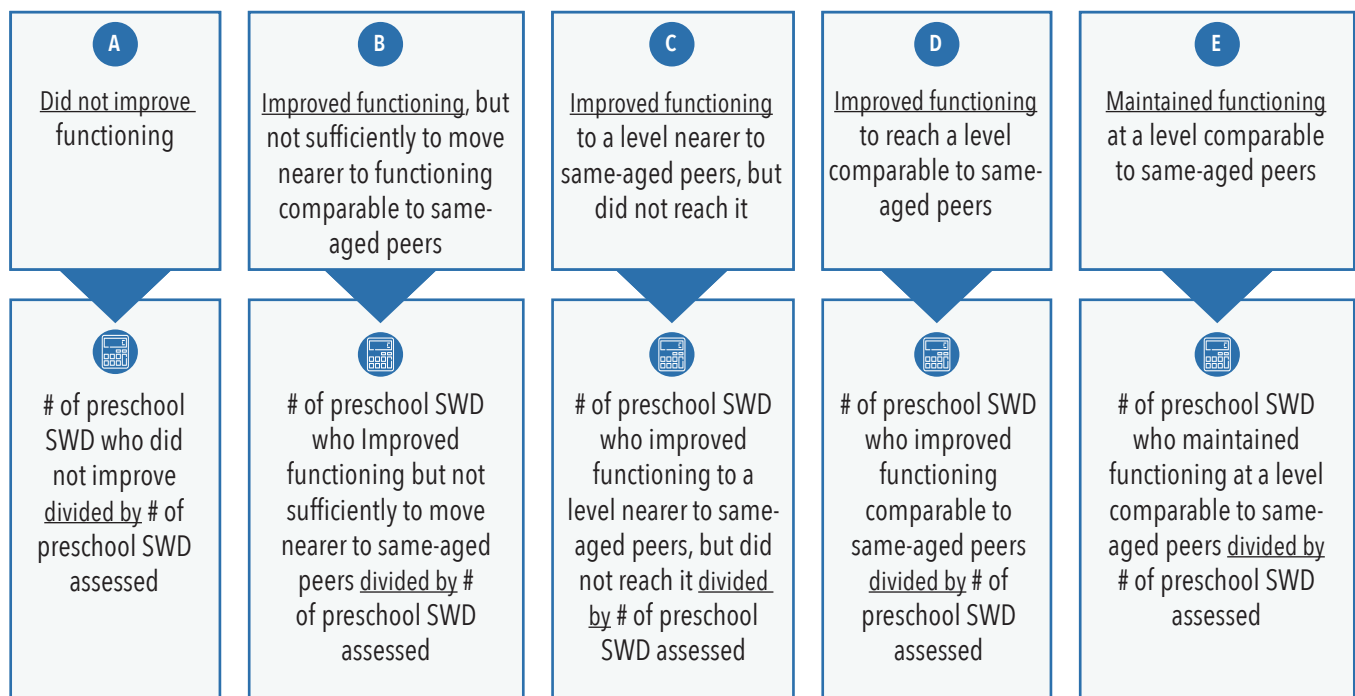 A
Did not improve
functioning
B
Improved functioning, but
not sufficiently to move
nearer to functioning
comparable to same-
aged peers
C
Improved functioning
to a level nearer to
same-aged peers, but
did not reach it
D
Improved functioning
to reach a level
comparable to same-
aged peers
E
Maintained functioning
at a level comparable
to same-aged peers
# of preschool
SWD who did
not improve
divided by # of
preschool SWD
assessed
# of preschool SWD
who Improved
functioning but not
sufficiently to move
nearer to same-aged
peers divided by #
of preschool SWD
assessed
# of preschool SWD
who improved
functioning to a
level nearer to same-
aged peers, but did
not reach it divided
by # of preschool
SWD assessed
# of preschool SWD
who improved
functioning
comparable to
same-aged peers
divided by # of
preschool SWD
assessed
# of preschool SWD
who maintained
functioning at a level
comparable to same-
aged peers divided by
# of preschool SWD
assessed